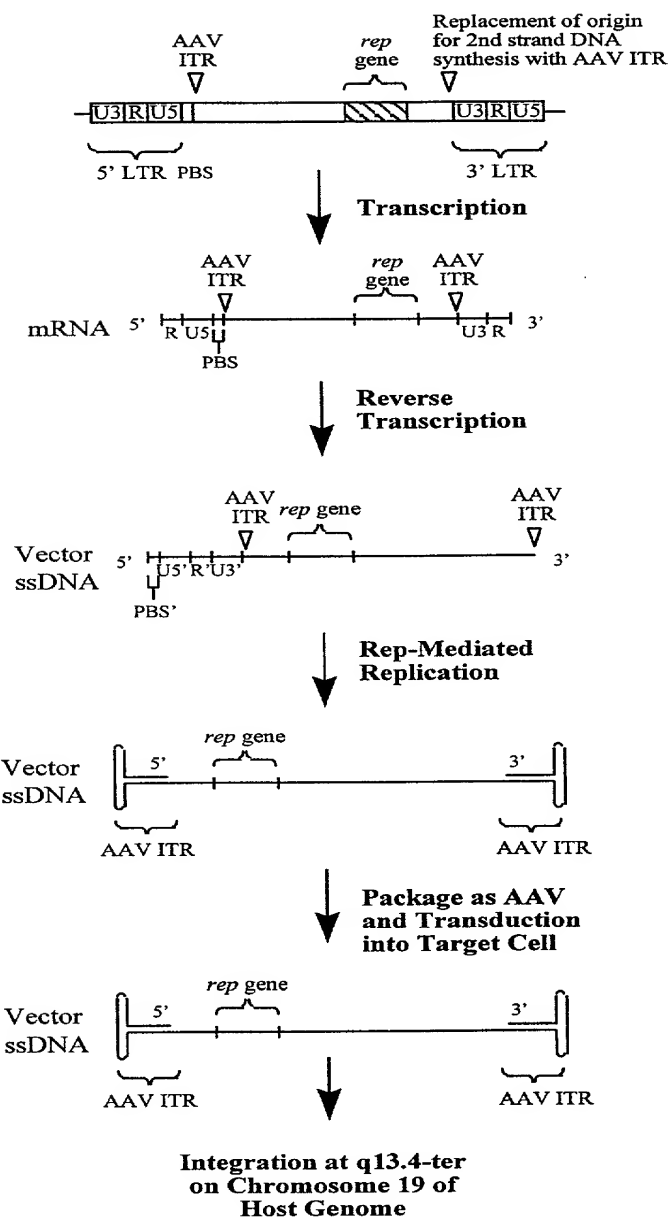 AAV
ITR
rep
gene
Replacement of origin
for 2nd strand DNA
synthesis with AAV ITR
U3 R U5
U3 R U5
5' LTR PBS
3' LTR
Transcription
AAV
ITR
rep
gene
AAV
ITR
mRNA 5' 3'
R U5
U3 R
PBS
Reverse
Transcription
AAV
ITR
rep gene
AAV
ITR
Vector
ssDNA
5' 3'
U5' R' U3'
PBS'
Rep-Mediated
Replication
rep gene
Vector
ssDNA
5' 3'
AAV ITR
AAV ITR
Package as AAV
and Transduction
into Target Cell
rep gene
Vector
ssDNA
5' 3'
AAV ITR
AAV ITR
Integration at q13.4-ter
on Chromosome 19 of
Host Genome